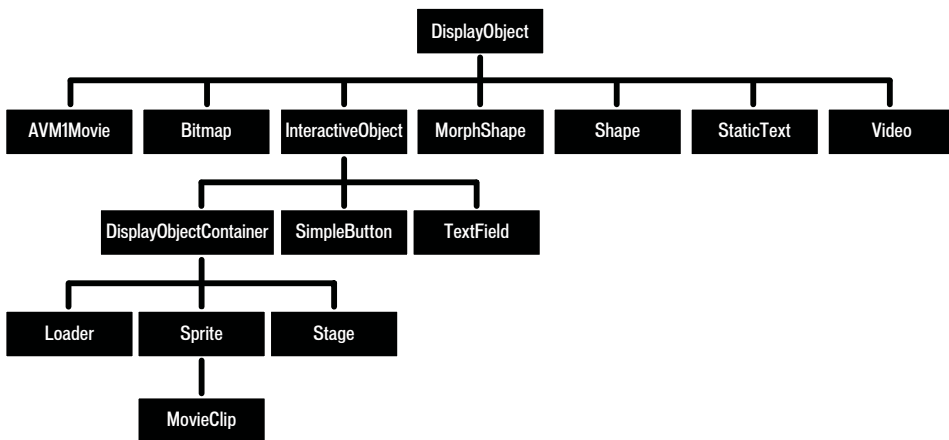 DisplayObject
AVM1Movie
Bitmap
InteractiveObject
MorphShape
Shape
StaticText
Video
DisplayObjectContainer
SimpleButton
TextField
Loader
Sprite
Stage
MovieClip